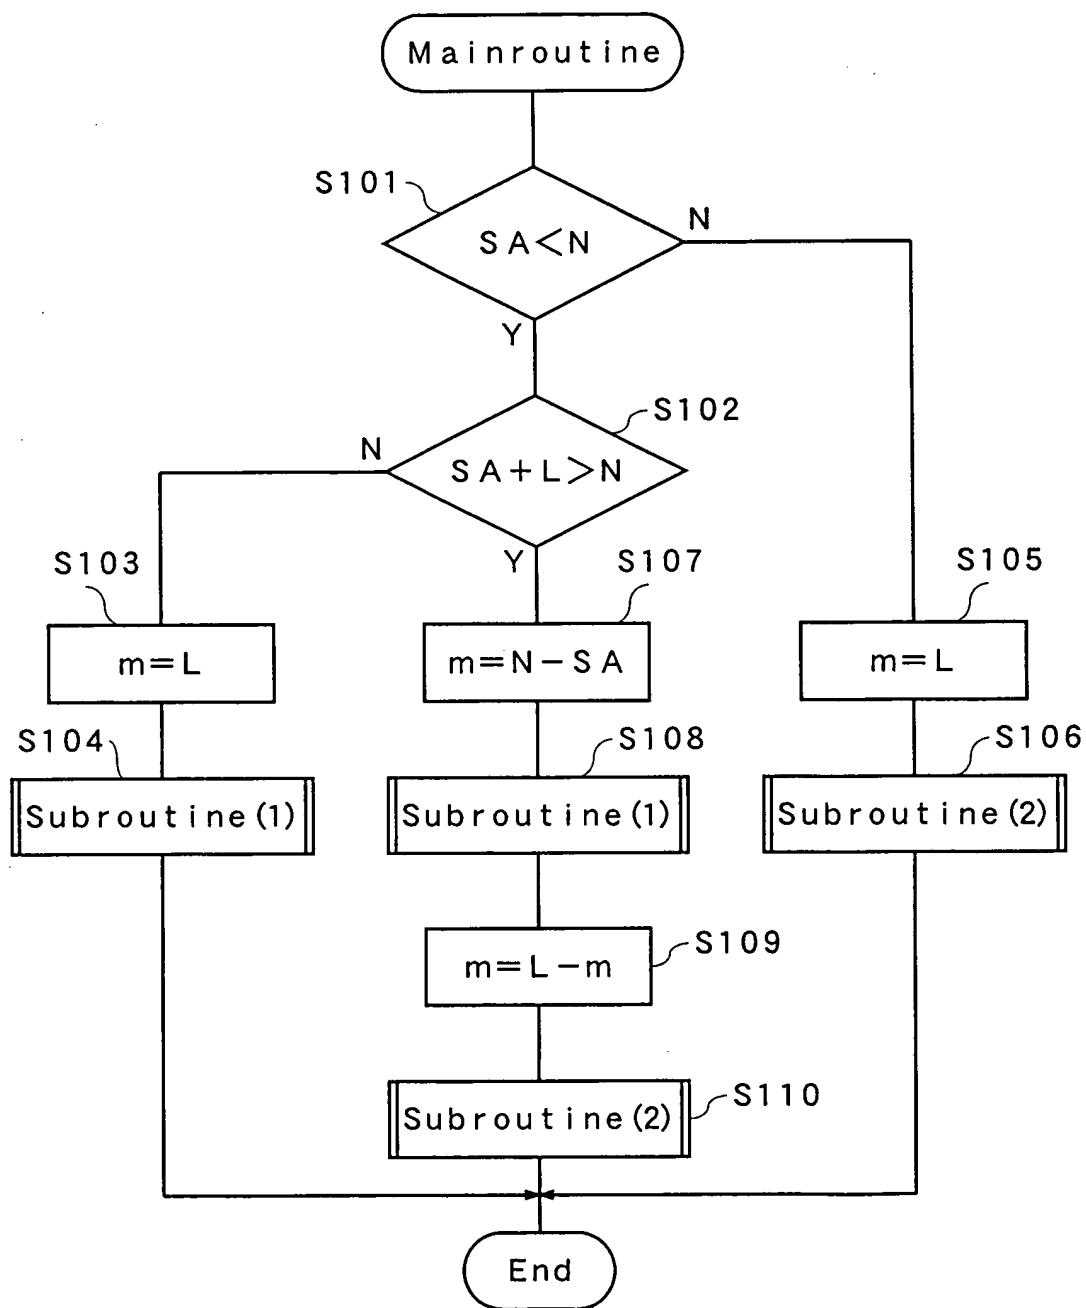 Mainroutine
S101
SA<N
N
Y
S102
N
SA+L>N
Y
S103
S107
S105
m=L
m=N-SA
m=L
S104
S108
S106
Subroutine(1)
Subroutine(1)
Subroutine(2)
S109
m=L-m
S110
Subroutine(2)
End